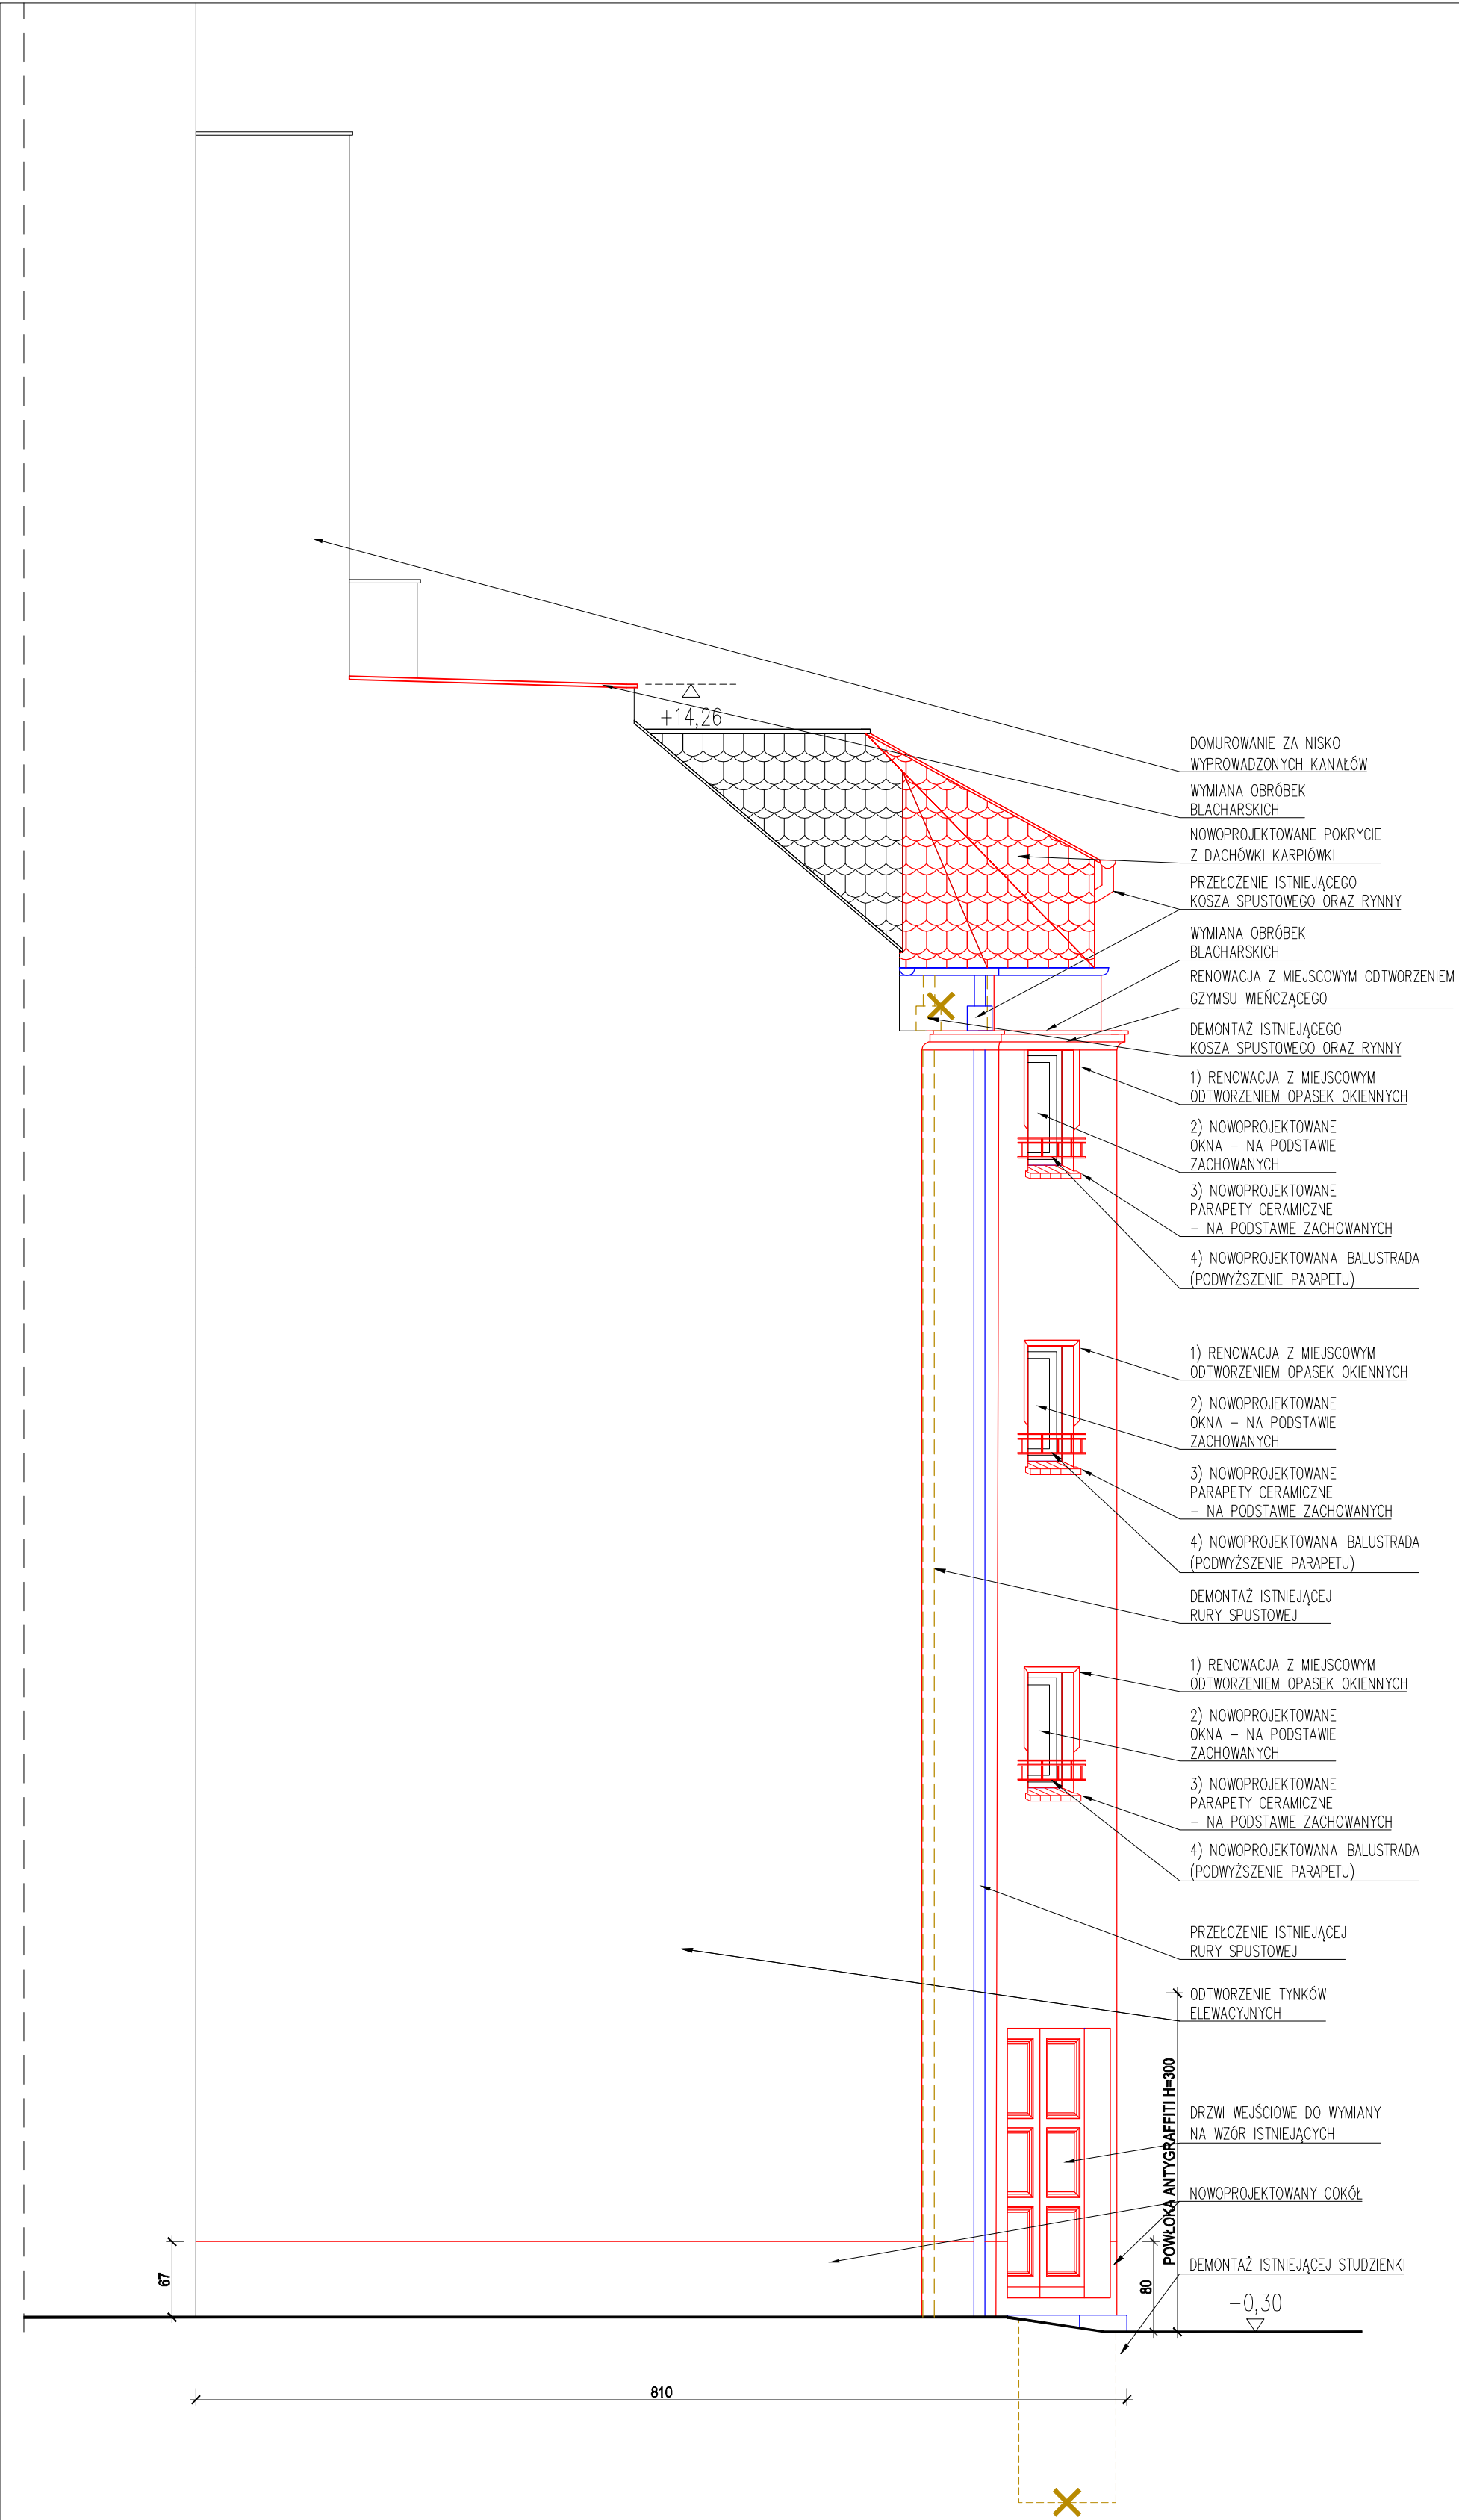 +14,26
DOMUROWANIE ZA NISKO
WYPROWADZONYCH KANAŁÓW
WYMIANA OBRÓBEK
BLACHARSKICH
NOWOPROJEKTOWANE POKRYCIE
Z DACHÓWKI KARPIÓWKI
PRZEŁOŻENIE ISTNIEJĄCEGO
KOSZA SPUSTOWEGO ORAZ RYNNY
WYMIANA OBRÓBEK
BLACHARSKICH
RENOWACJA Z MIEJSCOWYM ODTWORZENIEM
GZYMSU WIEŃCZĄCEGO
DEMONTAŻ ISTNIEJĄCEGO
KOSZA SPUSTOWEGO ORAZ RYNNY
1) RENOWACJA Z MIEJSCOWYM
ODTWORZENIEM OPASEK OKIENNYCH
2) NOWOPROJEKTOWANE
OKNA – NA PODSTAWIE
ZACHOWANYCH
3) NOWOPROJEKTOWANE
PARAPETY CERAMICZNE
– NA PODSTAWIE ZACHOWANYCH
4) NOWOPROJEKTOWANA BALUSTRADA
(PODWYŻSZENIE PARAPETU)
1) RENOWACJA Z MIEJSCOWYM
ODTWORZENIEM OPASEK OKIENNYCH
2) NOWOPROJEKTOWANE
OKNA – NA PODSTAWIE
ZACHOWANYCH
3) NOWOPROJEKTOWANE
PARAPETY CERAMICZNE
– NA PODSTAWIE ZACHOWANYCH
4) NOWOPROJEKTOWANA BALUSTRADA
(PODWYŻSZENIE PARAPETU)
DEMONTAŻ ISTNIEJĄCEJ
RURY SPUSTOWEJ
1) RENOWACJA Z MIEJSCOWYM
ODTWORZENIEM OPASEK OKIENNYCH
2) NOWOPROJEKTOWANE
OKNA – NA PODSTAWIE
ZACHOWANYCH
3) NOWOPROJEKTOWANE
PARAPETY CERAMICZNE
– NA PODSTAWIE ZACHOWANYCH
4) NOWOPROJEKTOWANA BALUSTRADA
(PODWYŻSZENIE PARAPETU)
PRZEŁOŻENIE ISTNIEJĄCEJ
RURY SPUSTOWEJ
ODTWORZENIE TYNKÓW
ELEWACYJNYCH
POWŁOKA ANTYGRAFFITI H=300
DRZWI WEJŚCIOWE DO WYMIANY
NA WZÓR ISTNIEJĄCYCH
NOWOPROJEKTOWANY COKÓŁ
DEMONTAŻ ISTNIEJĄCEJ STUDZIENKI
67
80
-0,30
810